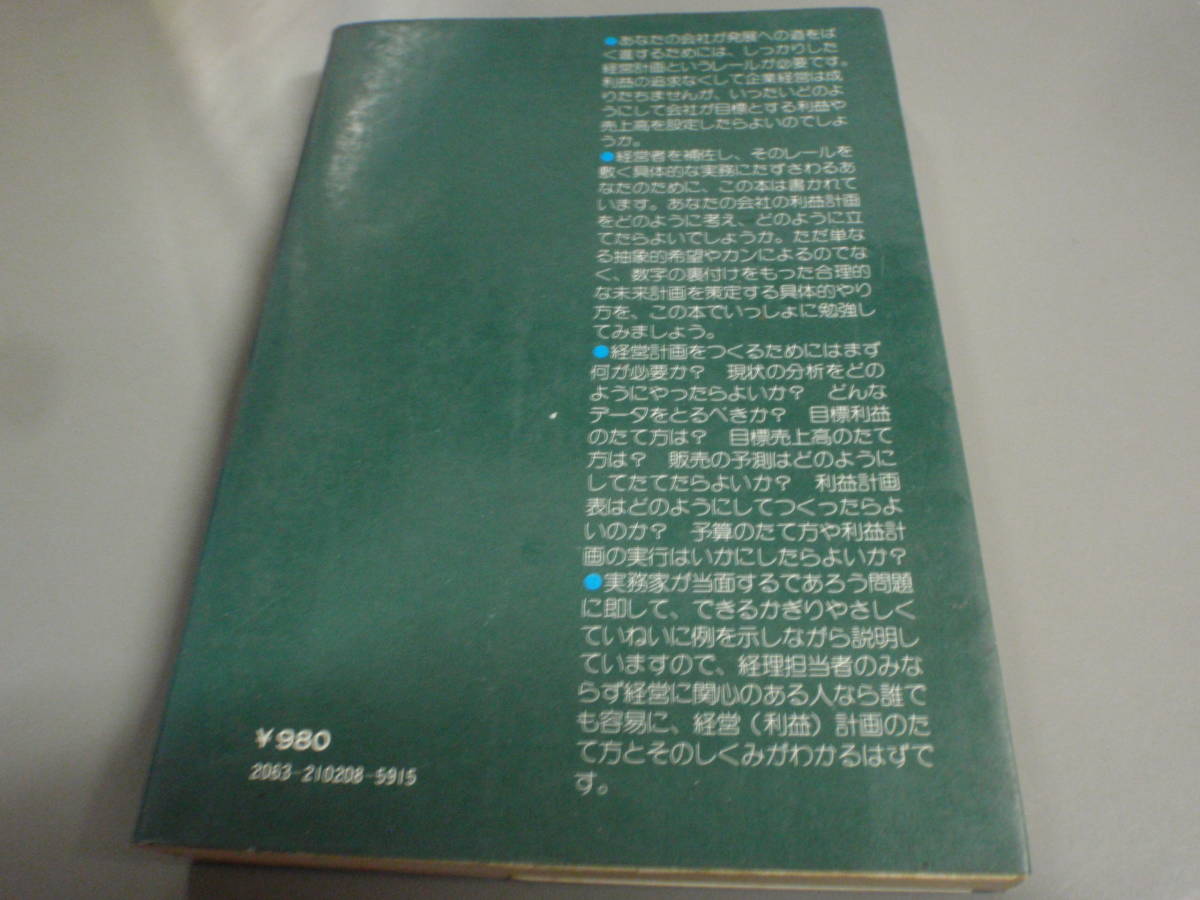 ●あなたの会社が発展への道をば
く進するためには、しっかりした
経営計画というレールが必要です。
利益の追求なくして企業経営は成
りたちませんが、いったいどのよ
うにして会社が目標とする利益や
売上高を設定したらよいのでしょ
うか。
●経営者を補佐し、そのレールを
敷く具体的な実務にたずさわるあ
なたのために、この本は書かれて
います。あなたの会社の利益計画
をどのように考え、どのように立
てたらよいでしょうか。ただ単な
る抽象的希望やカンによるのでな
く、数字の裏付けをもった合理的
な未来計画を策定する具体的やり
方を、この本でいっしょに勉強し
てみましょう。
●経営計画をつくるためにはまず
何が必要か？　現状の分析をどの
ようにやったらよいか？　どんな
データをとるべきか？　目標利益
のたて方は？　目標売上高のたて
方は？　販売の予測はどのように
してたてたらよいか？　利益計画
表はどのようにしてつくったらよ
いのか？　予算のたて方や利益計
画の実行はいかにしたらよいか？
●実務家が当面するであろう問題
に即して、できるかぎりやさしく
ていねいに例を示しながら説明し
ていますので、経理担当者のみな
らず経営に関心のある人なら誰で
も容易に、経営（利益）計画のた
て方とそのしくみがわかるはずで
す。
￥980
2063-210208-5915